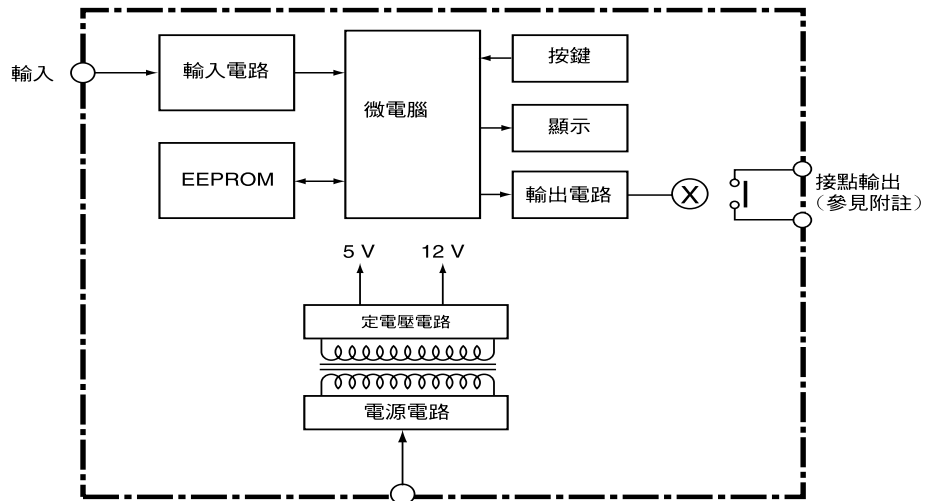 輸入
輸入電路
EEPROM
微電腦
按鍵
顯示
輸出電路
X
接點輸出
（參見附註）
5 V
12 V
定電壓電路
電源電路